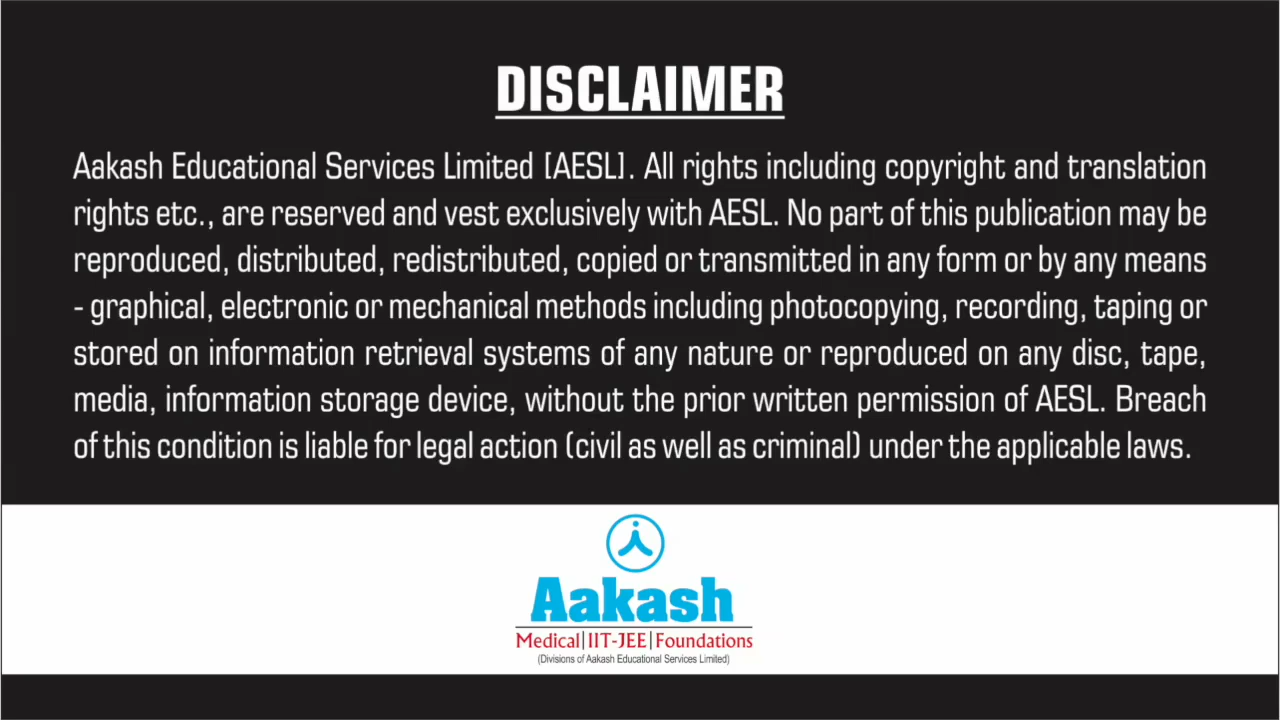 DISCLAIMER
Aakash Educational Services Limited [AESL]. All rights including copyright and translation
rights etc., are reserved and vest exclusively with AESL. No part of this publication may be
reproduced, distributed, redistributed, copied or transmitted in any form or by any means
- graphical, electronic or mechanical methods including photocopying, recording, taping or
stored on information retrieval systems of any nature or reproduced on any disc, tape,
media, information storage device, without the prior written permission of AESL. Breach
of this condition is liable for legal action (civil as well as criminal) under the applicable laws.
Aakash
Medical|IIT-JEE|Foundations
(Divisions of Aakash Educational Services Limited)